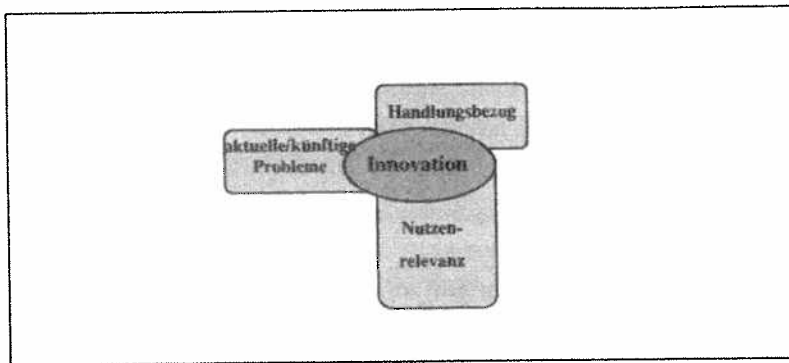 Handlungsbezug
aktuelle/künftige
Probleme
Innovation
Nutzen-
relevanz